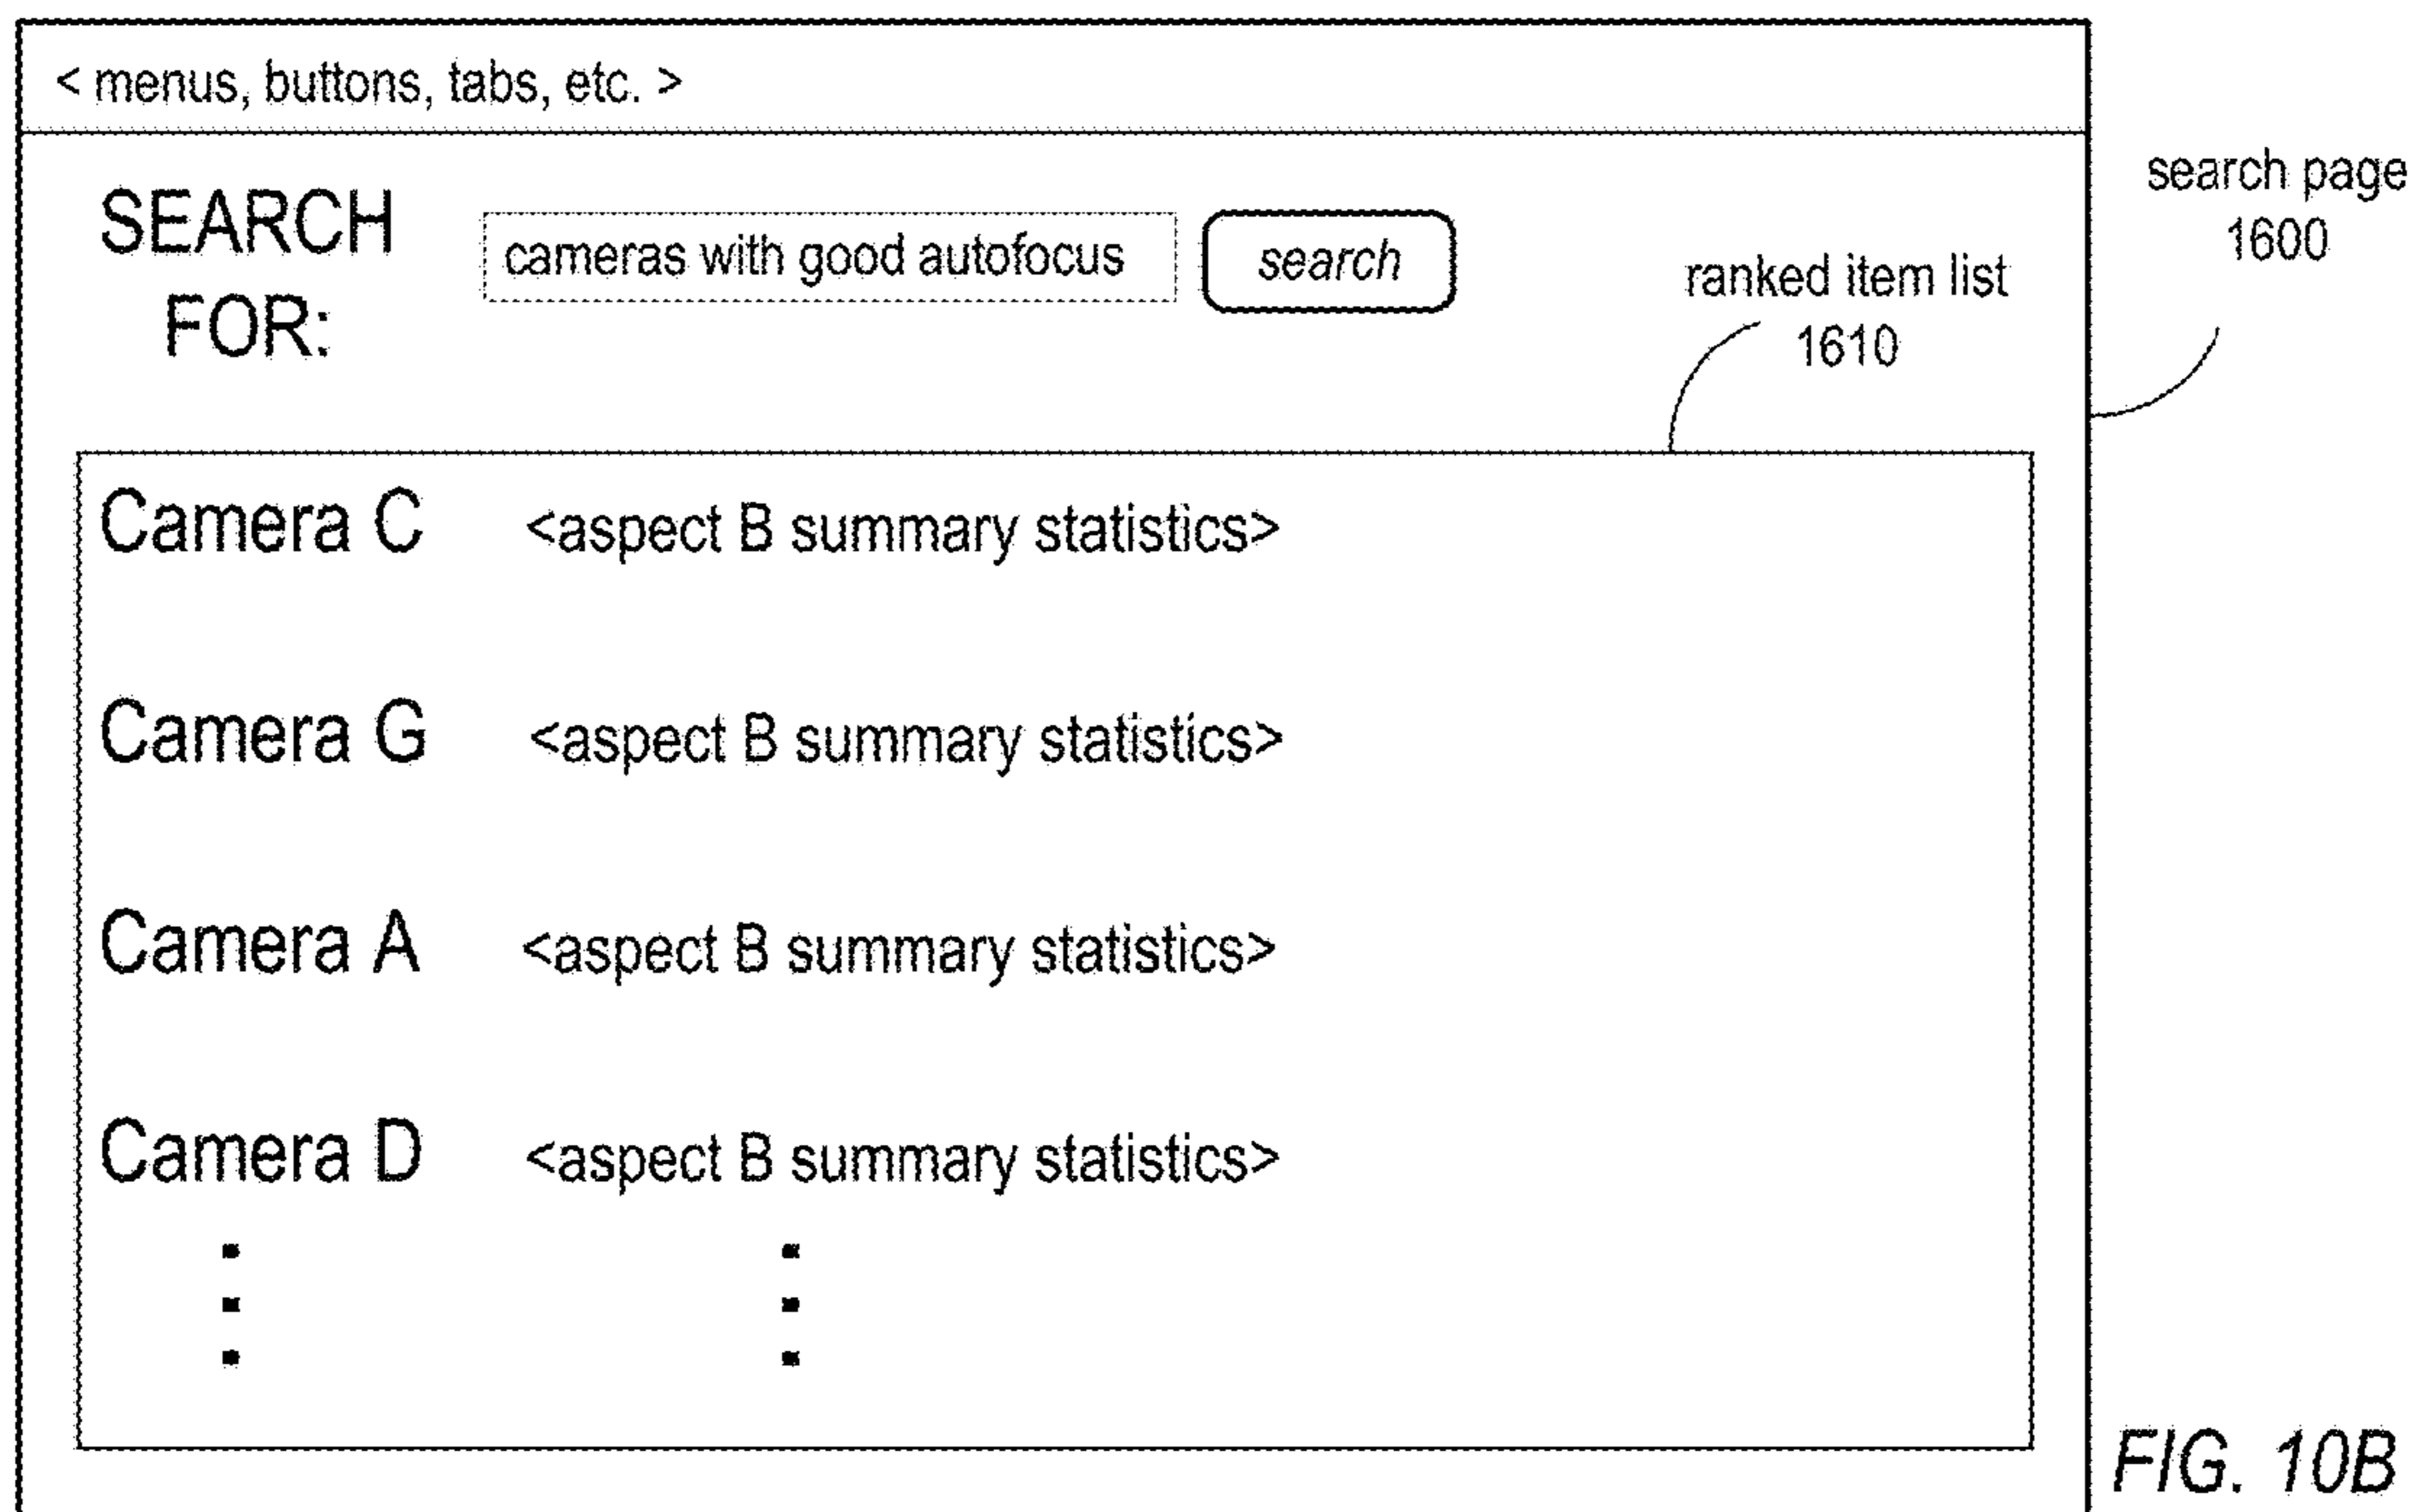 < menus, buttons, tabs, etc. >
SEARCH
FOR:
cameras with good autofocus
search
ranked item list
1610
search page
1600
Camera C <aspect B summary statistics>
Camera G <aspect B summary statistics>
Camera A <aspect B summary statistics>
Camera D <aspect B summary statistics>
FIG. 10B